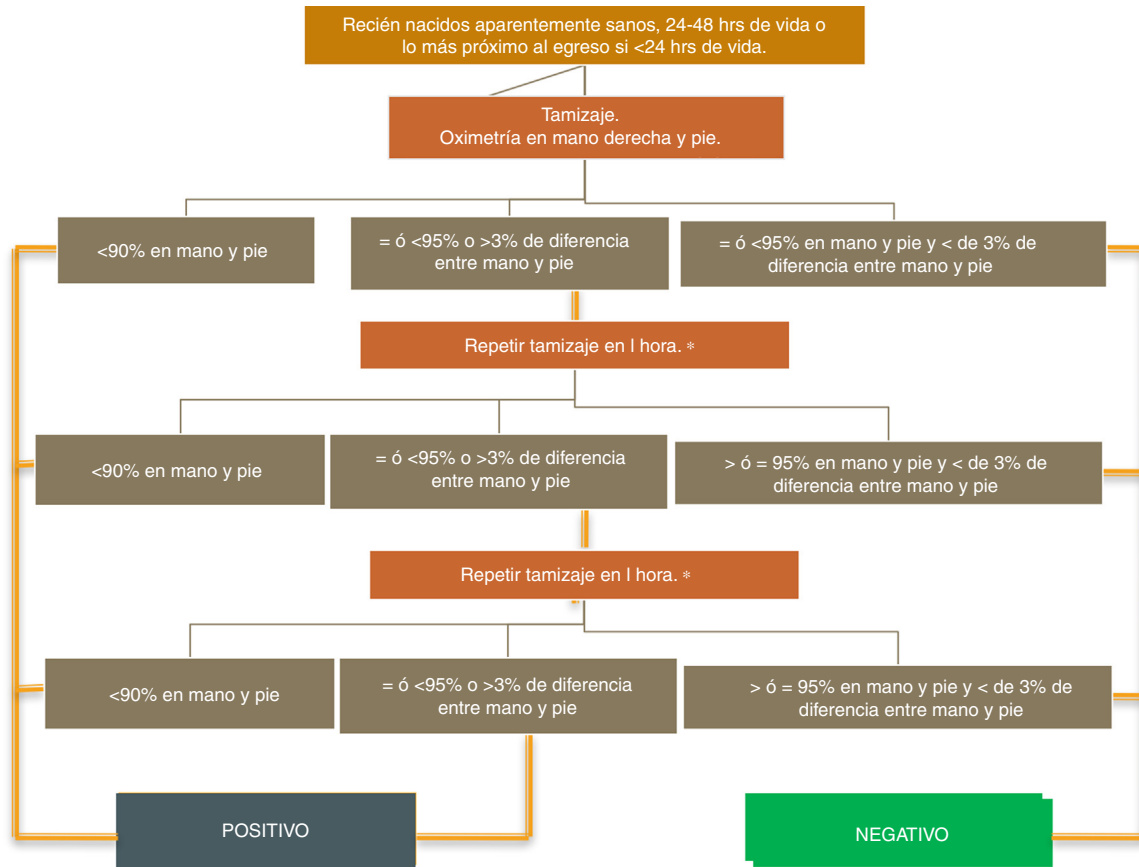 Recién nacidos aparentemente sanos, 24-48 hrs de vida o
lo más próximo al egreso si <24 hrs de vida.
Tamizaje.
Oximetría en mano derecha y pie.
<90% en mano y pie
= ó <95% o >3% de diferencia
entre mano y pie
= ó <95% en mano y pie y < de 3% de
diferencia entre mano y pie
Repetir tamizaje en I hora. *
<90% en mano y pie
= ó <95% o >3% de diferencia
entre mano y pie
> ó = 95% en mano y pie y < de 3% de
diferencia entre mano y pie
Repetir tamizaje en I hora. *
<90% en mano y pie
= ó <95% o >3% de diferencia
entre mano y pie
> ó = 95% en mano y pie y < de 3% de
diferencia entre mano y pie
POSITIVO
NEGATIVO